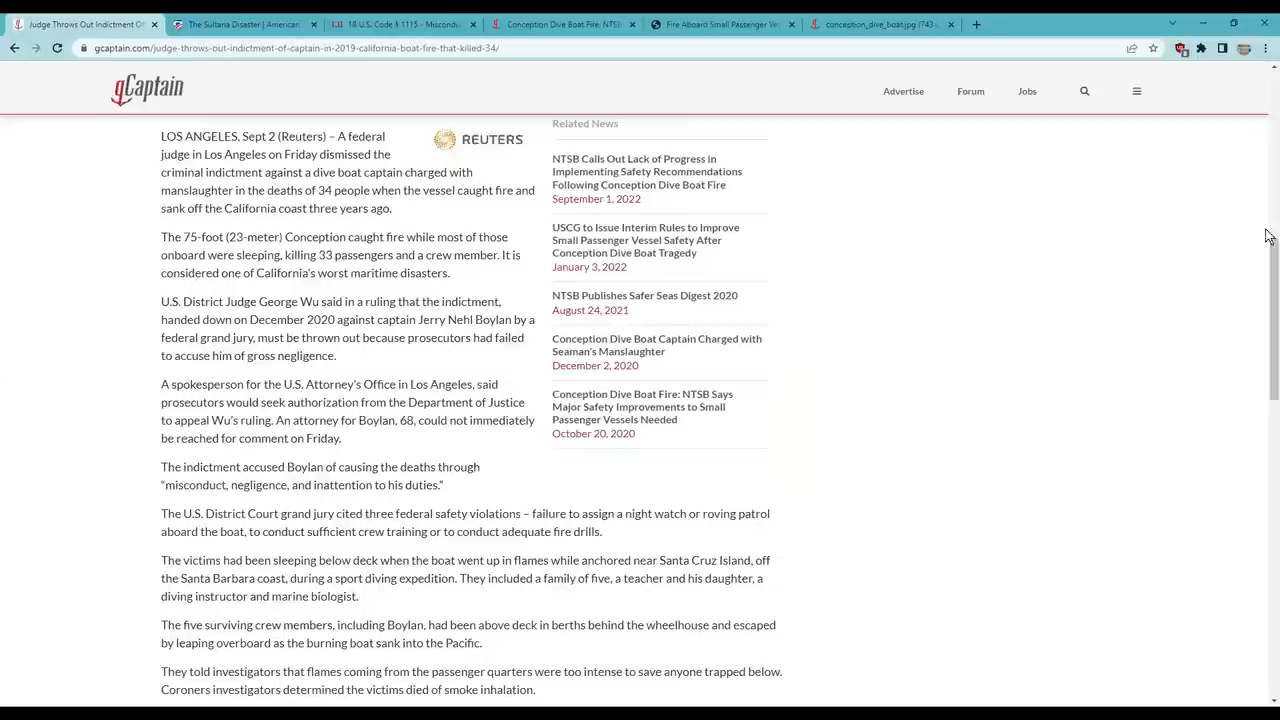 Judge Throws Out Indictment Of
The Sultana Disaster | American
18 U.S. Code § 1115 - Miscondu
Conception Dive Boat Fire: NTSB
Fire Aboard Small Passenger Ve
conception_dive_boat.jpg (743×
gcaptain.com/judge-throws-out-indictment-of-captain-in-2019-california-boat-fire-that-killed-34/
gCaptain
Advertise
Forum
Jobs
LOS ANGELES, Sept 2 (Reuters) – A federal
judge in Los Angeles on Friday dismissed the
criminal indictment against a dive boat captain charged with
manslaughter in the deaths of 34 people when the vessel caught fire and
sank off the California coast three years ago.
REUTERS
The 75-foot (23-meter) Conception caught fire while most of those
onboard were sleeping, killing 33 passengers and a crew member. It is
considered one of California's worst maritime disasters.
U.S. District Judge George Wu said in a ruling that the indictment,
handed down on December 2020 against captain Jerry Nehl Boylan by a
federal grand jury, must be thrown out because prosecutors had failed
to accuse him of gross negligence.
A spokesperson for the U.S. Attorney's Office in Los Angeles, said
prosecutors would seek authorization from the Department of Justice
to appeal Wu's ruling. An attorney for Boylan, 68, could not immediately
be reached for comment on Friday.
The indictment accused Boylan of causing the deaths through
“misconduct, negligence, and inattention to his duties.”
The U.S. District Court grand jury cited three federal safety violations – failure to assign a night watch or roving patrol
aboard the boat, to conduct sufficient crew training or to conduct adequate fire drills.
The victims had been sleeping below deck when the boat went up in flames while anchored near Santa Cruz Island, off
the Santa Barbara coast, during a sport diving expedition. They included a family of five, a teacher and his daughter, a
diving instructor and marine biologist.
The five surviving crew members, including Boylan, had been above deck in berths behind the wheelhouse and escaped
by leaping overboard as the burning boat sank into the Pacific.
They told investigators that flames coming from the passenger quarters were too intense to save anyone trapped below.
Coroners investigators determined the victims died of smoke inhalation.
Related News
NTSB Calls Out Lack of Progress in
Implementing Safety Recommendations
Following Conception Dive Boat Fire
September 1, 2022
USCG to Issue Interim Rules to Improve
Small Passenger Vessel Safety After
Conception Dive Boat Tragedy
January 3, 2022
NTSB Publishes Safer Seas Digest 2020
August 24, 2021
Conception Dive Boat Captain Charged with
Seaman's Manslaughter
December 2, 2020
Conception Dive Boat Fire: NTSB Says
Major Safety Improvements to Small
Passenger Vessels Needed
October 20, 2020